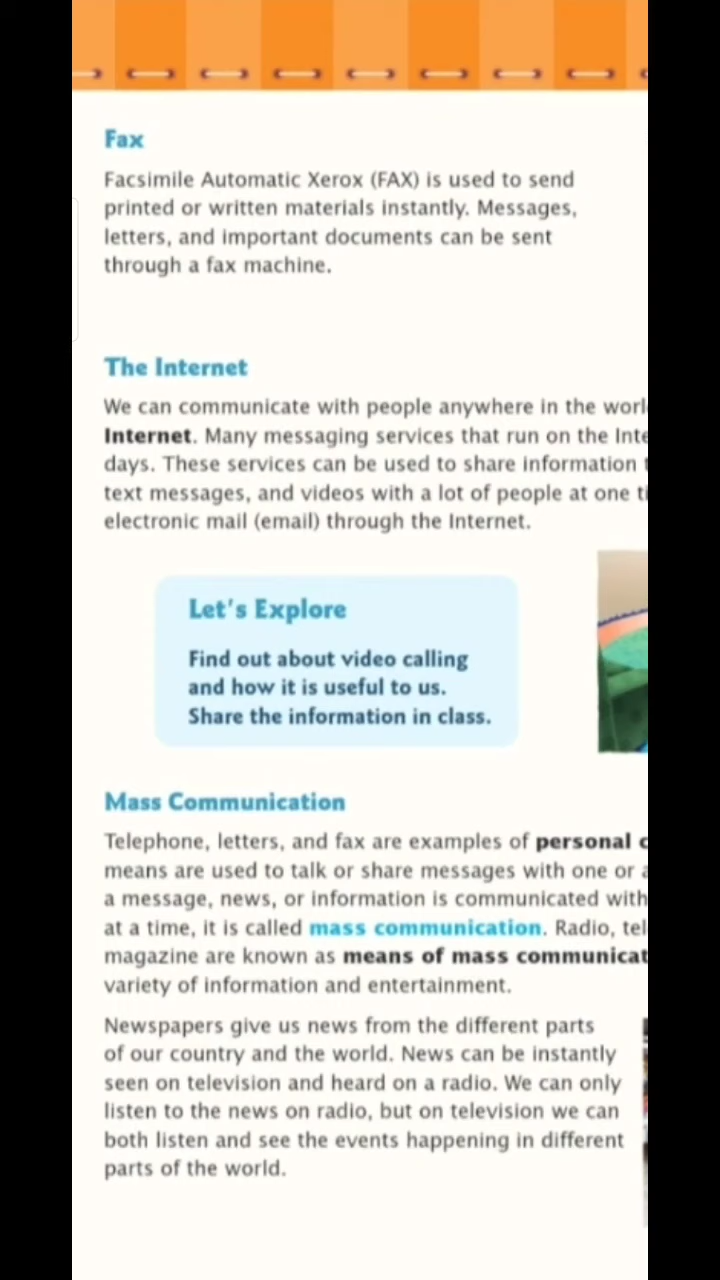 Fax
Facsimile Automatic Xerox (FAX) is used to send
printed or written materials instantly. Messages,
letters, and important documents can be sent
through a fax machine.
The Internet
We can communicate with people anywhere in the worl
Internet. Many messaging services that run on the Inte
days. These services can be used to share information
text messages, and videos with a lot of people at one ti
electronic mail (email) through the Internet.
Let's Explore
Find out about video calling
and how it is useful to us.
Share the information in class.
Mass Communication
Telephone, letters, and fax are examples of personal c
means are used to talk or share messages with one or a
a message, news, or information is communicated with
at a time, it is called mass communication. Radio, tel
magazine are known as means of mass communicat
variety of information and entertainment.
Newspapers give us news from the different parts
of our country and the world. News can be instantly
seen on television and heard on a radio. We can only
listen to the news on radio, but on television we can
both listen and see the events happening in different
parts of the world.